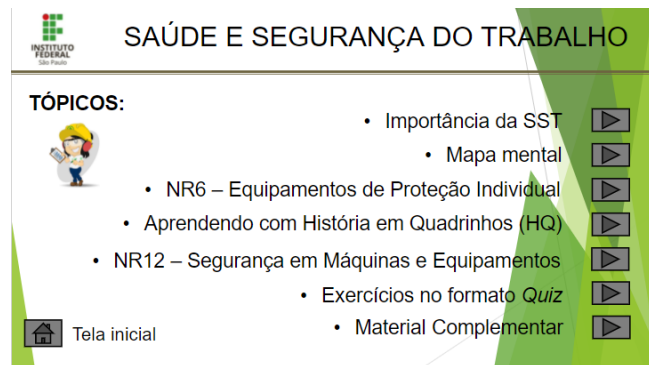 INSTITUTO
FEDERAL
São Paulo
SAÚDE E SEGURANÇA DO TRABALHO
TÓPICOS:
• Importância da SST
• Mapa mental
• NR6 – Equipamentos de Proteção Individual
• Aprendendo com História em Quadrinhos (HQ)
• NR12 – Segurança em Máquinas e Equipamentos
• Exercícios no formato Quiz
• Material Complementar
Tela inicial